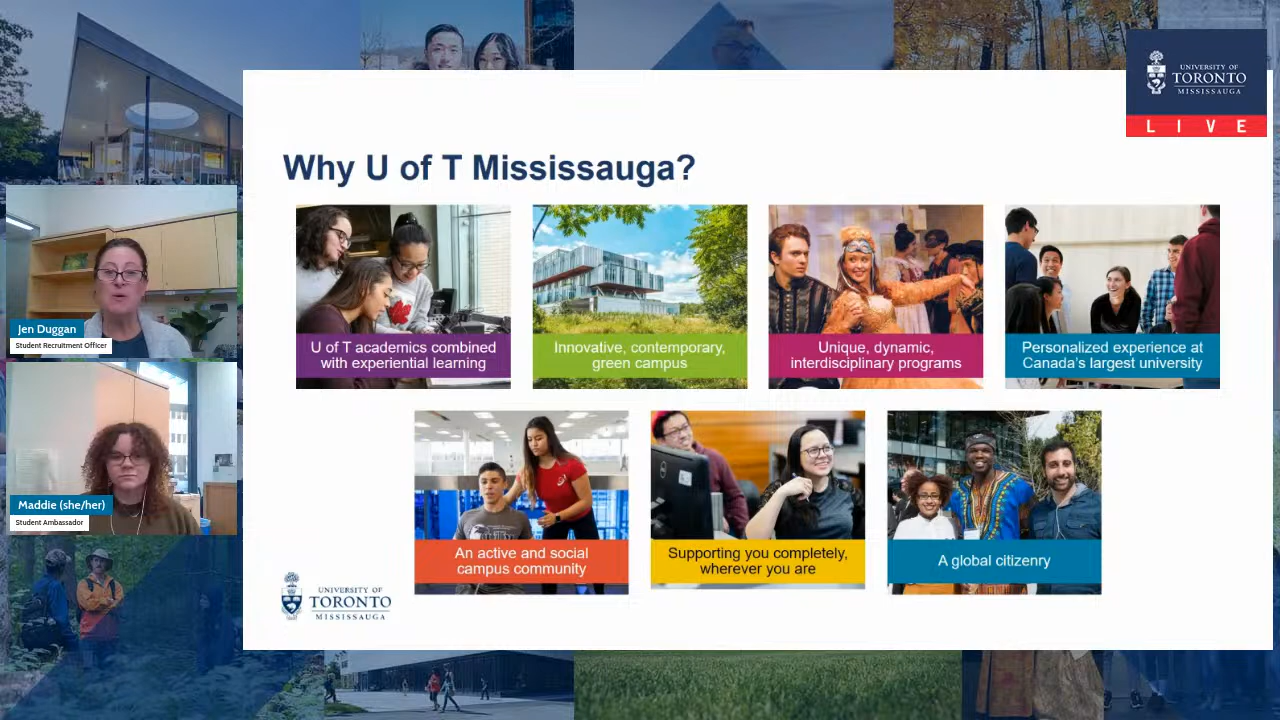 UNIVERSITY OF
TORONTO
MISSISSAUGA
LIVE
Why U of T Mississauga?
U of T academics combined
with experiential learning
Innovative, contemporary,
green campus
Unique, dynamic,
interdisciplinary programs
Personalized experience at
Canada's largest university
Jen Duggan
Student Recruitment Officer
Maddie (she/her)
Student Ambassador
An active and social
campus community
Supporting you completely,
wherever you are
A global citizenry
UNIVERSITY OF
TORONTO
MISSISSAUGA